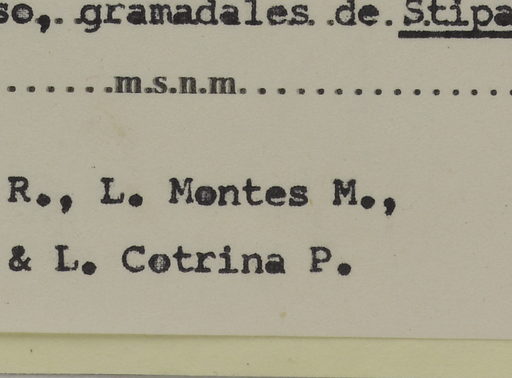 so, gramadales de Stipa
......m.s.n.m................
R., L. Montes M.,
& L. Cotrina P.